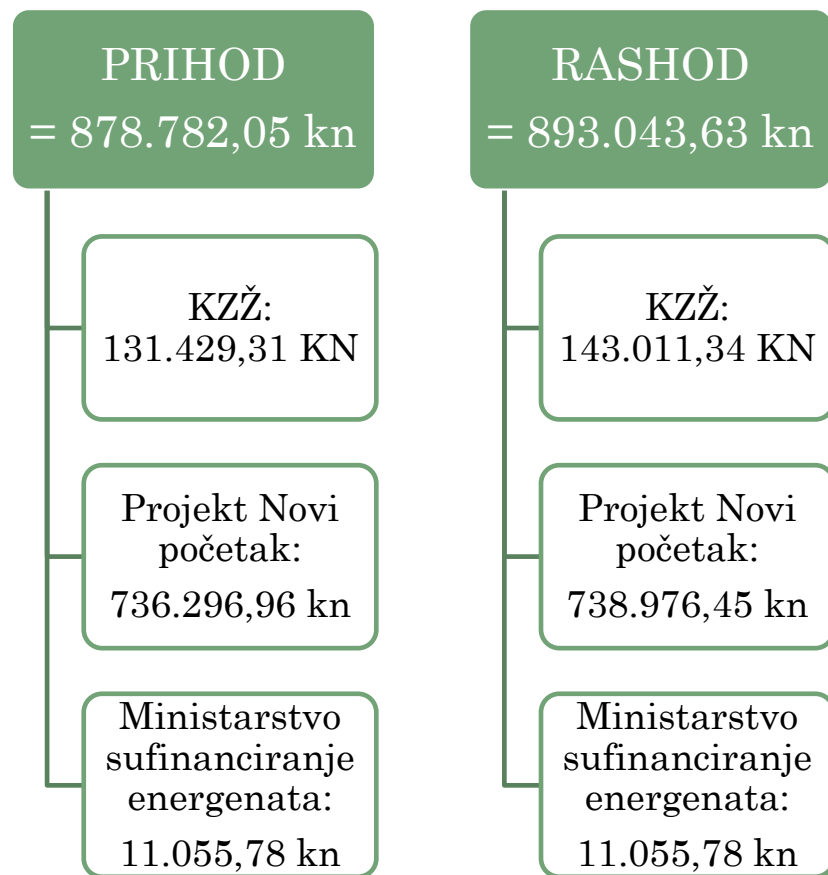 PRIHOD
= 878.782,05 kn
KZŽ:
131.429,31 KN
Projekt Novi
početak:
736.296,96 kn
Ministarstvo
sufinanciranje
energenata:
11.055,78 kn
RASHOD
= 893.043,63 kn
KZŽ:
143.011,34 KN
Projekt Novi
početak:
738.976,45 kn
Ministarstvo
sufinanciranje
energenata:
11.055,78 kn